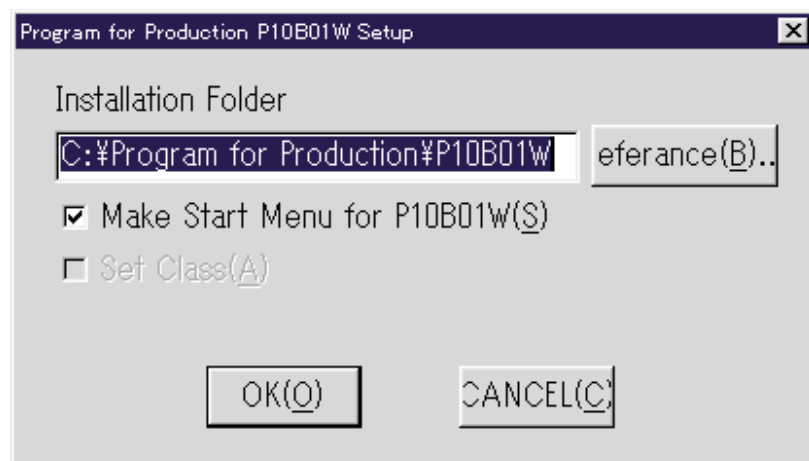 Program for Production P10B01W Setup
Installation Folder
C:¥Program for Production¥P10B01W
eferance(B)..
Make Start Menu for P10B01W(S)
Set Class(A)
OK(O)
CANCEL(C)